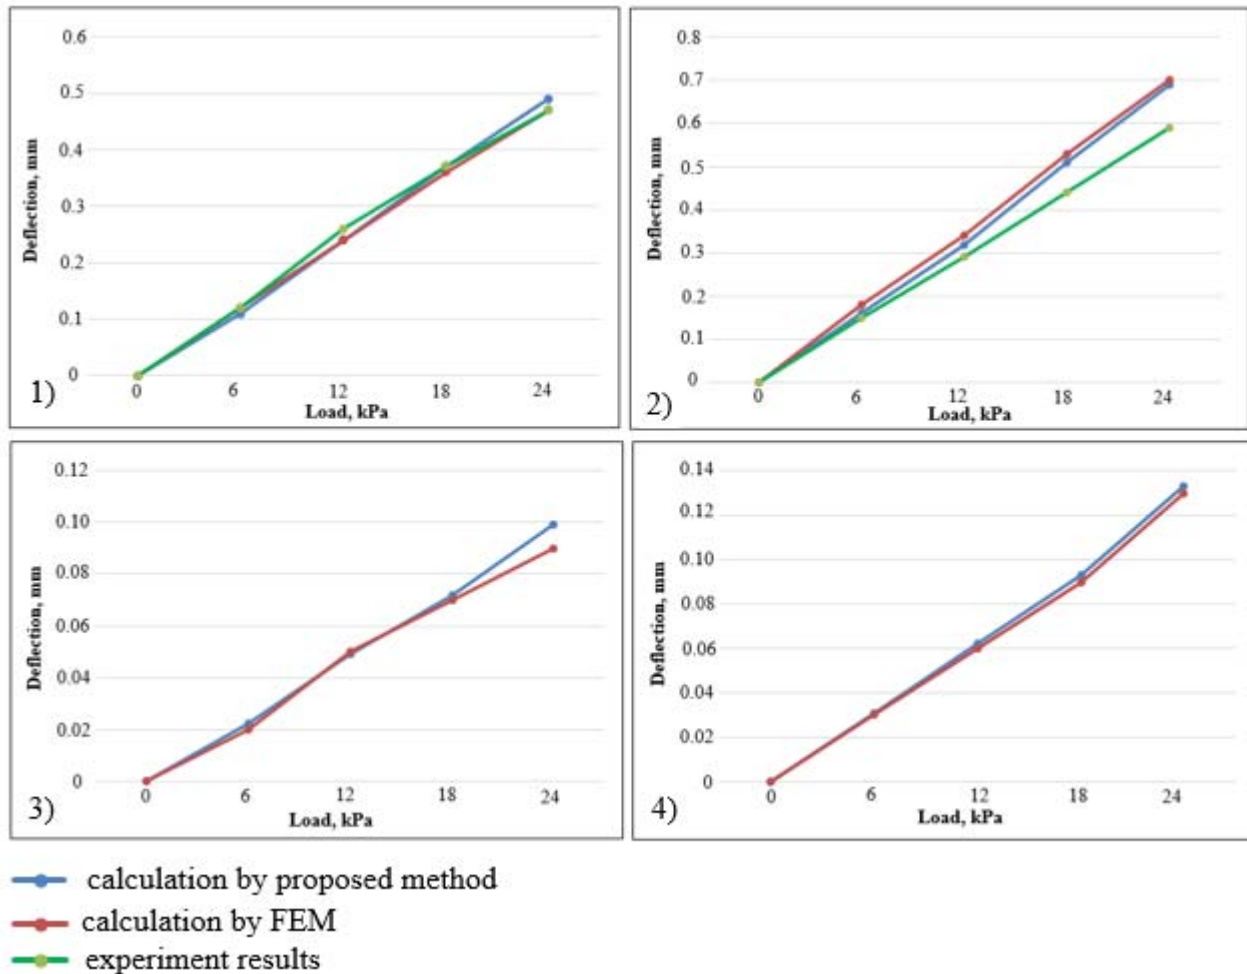 0.6
0.5
0.4
0.3
0.2
0.1
0
Deflection, mm
0 6 12 18 24
Load, kPa
1)
0.8
0.7
0.6
0.5
0.4
0.3
0.2
0.1
0
Deflection, mm
0 6 12 18 24
Load, kPa
2)
0.12
0.10
0.08
0.06
0.04
0.02
0
Deflection, mm
0 6 12 18 24
Load, kPa
3)
0.14
0.12
0.10
0.08
0.06
0.04
0.02
0
Deflection, mm
0 6 12 18 24
Load, kPa
4)
calculation by proposed method
calculation by FEM
experiment results